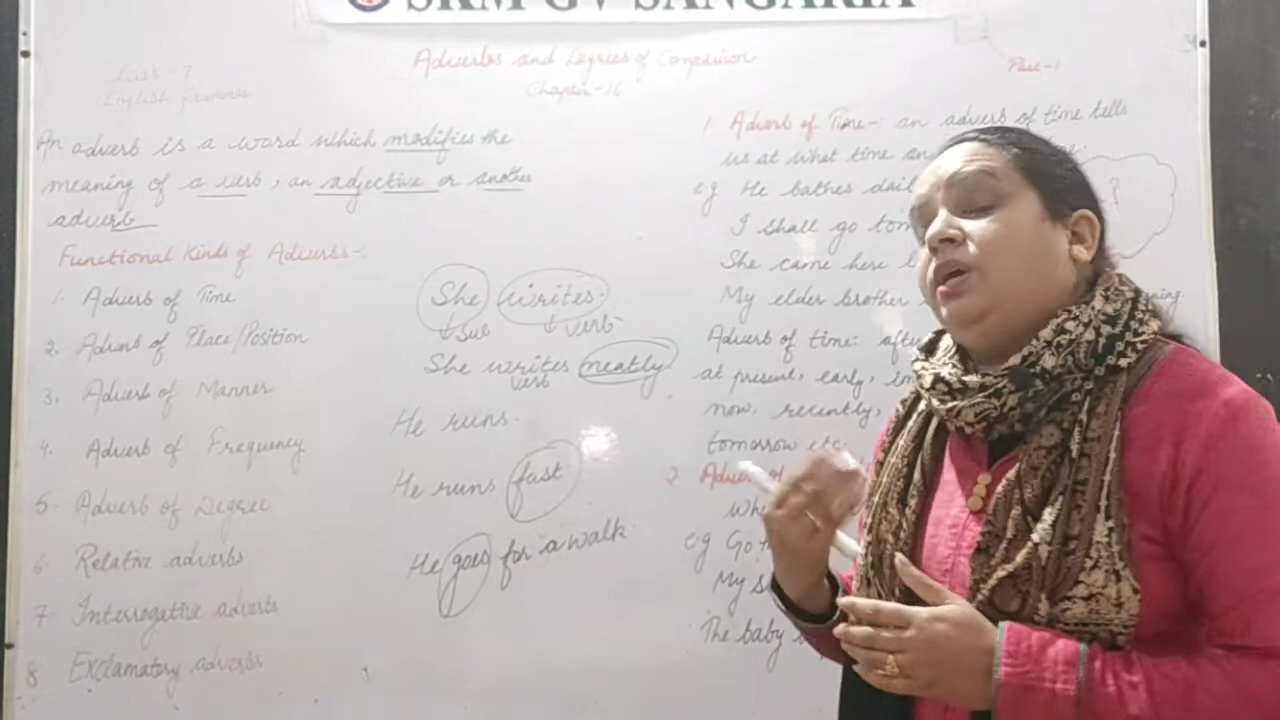 SKM GV SANGARIA
Adverbs and Degrees of Comparison
Chapter-16
Class-7
English Grammar
Part-1
An adverb is a word which modifies the
meaning of a verb, an adjective or another
adverb
Functional Kinds of Adverbs-:
1. Adverb of Time
2. Adverb of Place/Position
3. Adverb of Manner
4. Adverb of Frequency
5. Adverb of Degree
6. Relative adverbs
7. Interrogative adverbs
8 Exclamatory adverbs
She writes.
sub verb
She writes neatly.
verb
He runs.
He runs fast
He goes for a walk.
1. Adverb of Time-: an adverb of time tells
us at what time an
eg He bathes
I shall go
She came here
My elder brother
Adverb of time:
at present, early,
now, recently,
tomorrow etc.
2
eg Go
My
The baby
?